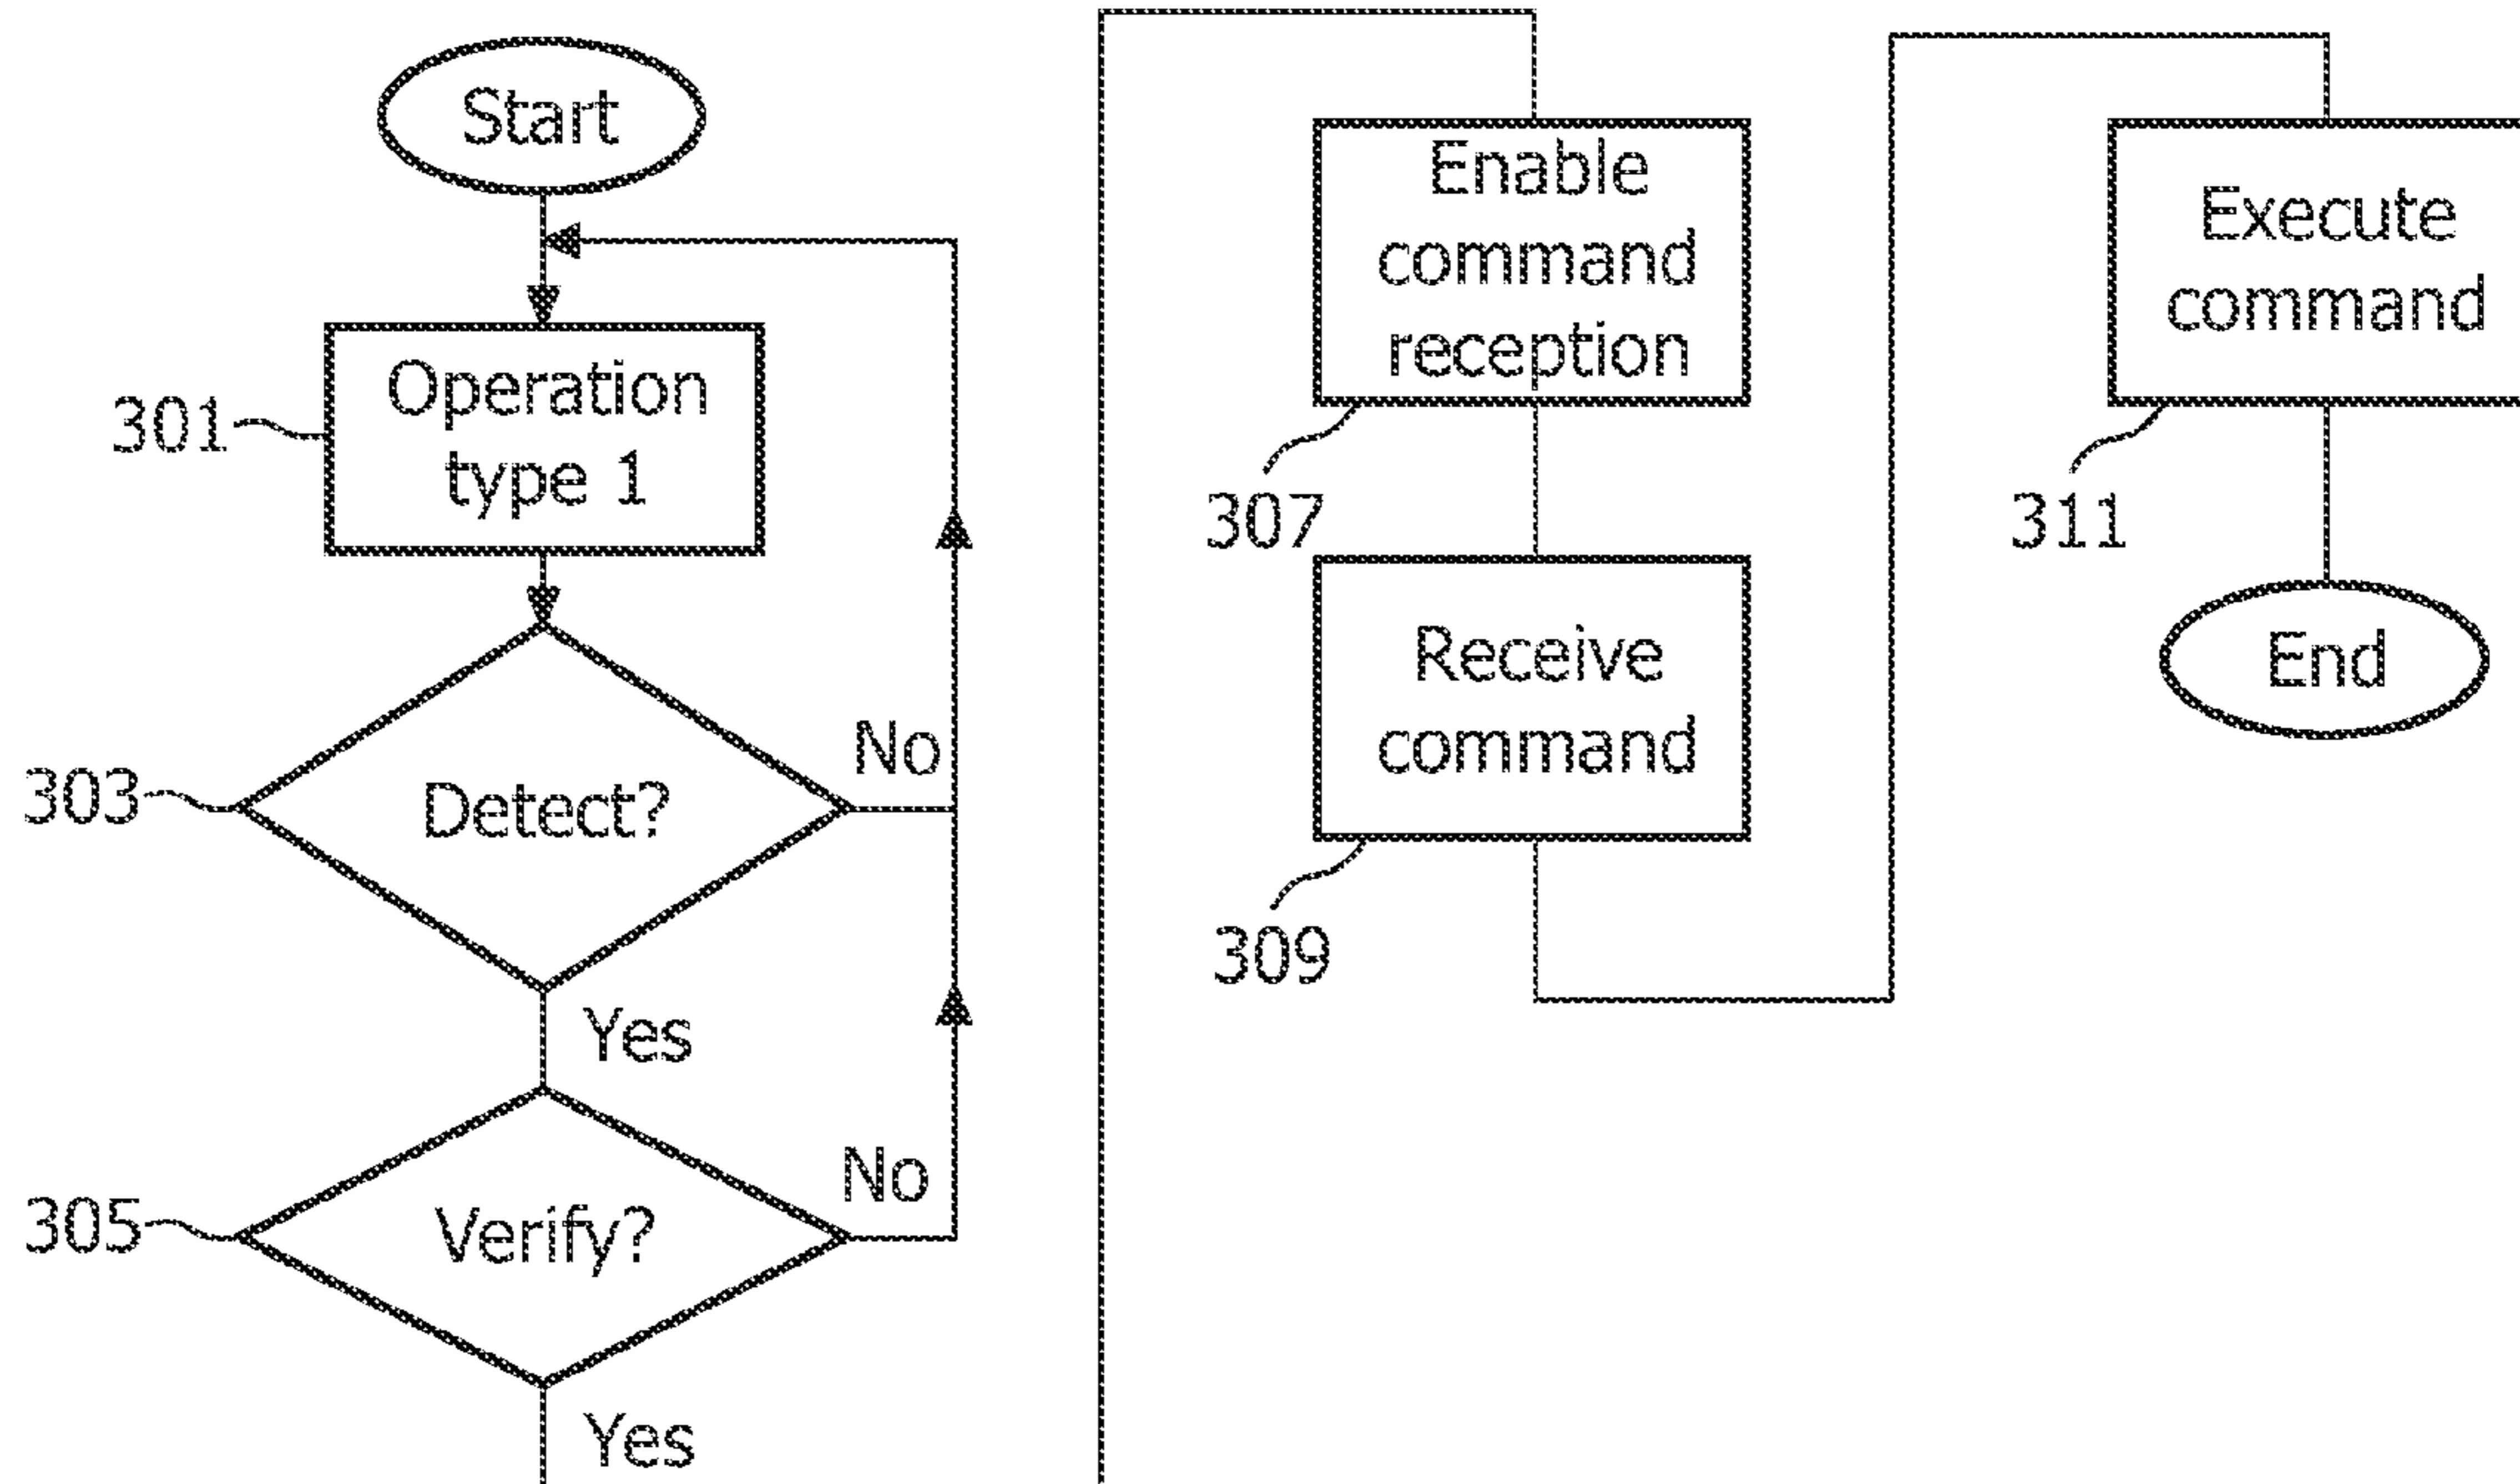 Start
Operation
type 1
301
Detect?
303
No
Yes
Verify?
305
No
Yes
Enable
command
reception
307
Receive
command
309
Execute
command
311
End